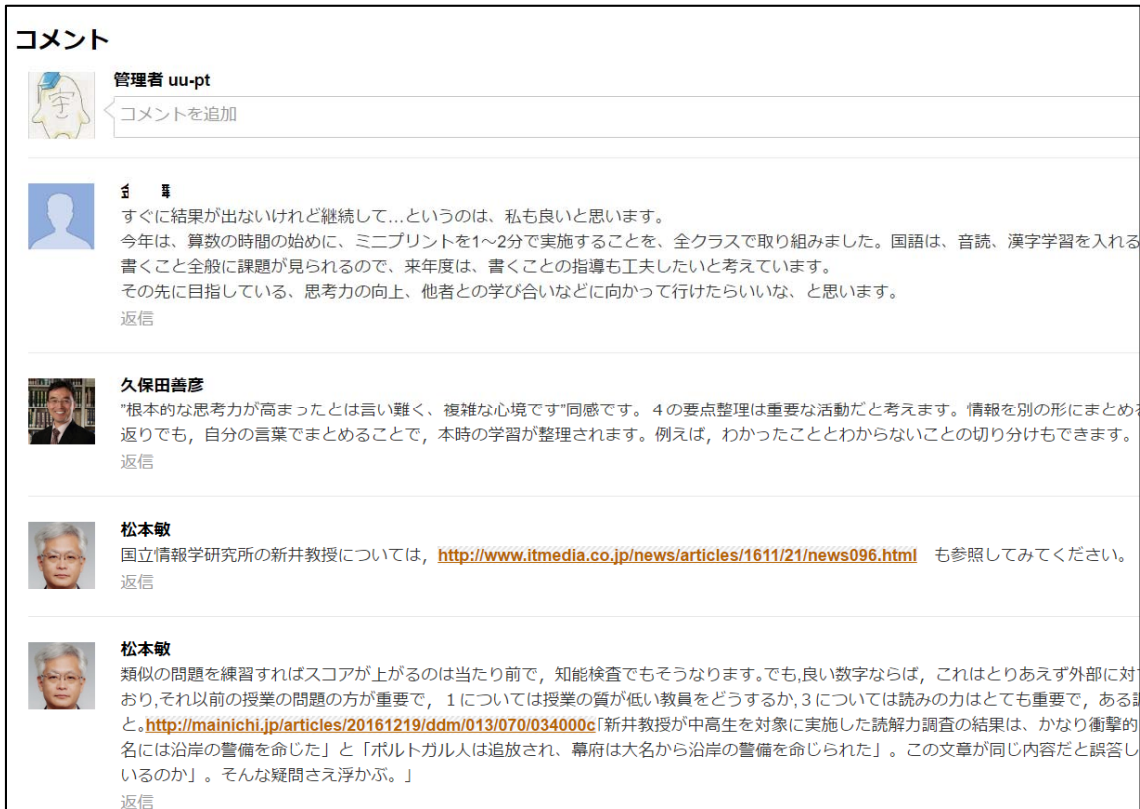 コメント
管理者 uu-pt
コメントを追加
すぐに結果が出ないけれど継続して…というのは、私も良いと思います。
今年は、算数の時間の始めに、ミニプリントを1～2分で実施することを、全クラスで取り組みました。国語は、音読、漢字学習を入れる
書くこと全般に課題が見られるので、来年度は、書くことの指導も工夫したいと考えています。
その先に目指している、思考力の向上、他者との学び合いなどに向かって行けたらいいな、と思います。
返信
久保田善彦
”根本的な思考力が高まったとは言い難く、複雑な心境です”同感です。４の要点整理は重要な活動だと考えます。情報を別の形にまとめ
返りでも，自分の言葉でまとめることで，本時の学習が整理されます。例えば，わかったこととわからないことの切り分けもできます。
返信
松本敏
国立情報学研究所の新井教授については，http://www.itmedia.co.jp/news/articles/1611/21/news096.html　も参照してみてください。
返信
松本敏
類似の問題を練習すればスコアが上がるのは当たり前で，知能検査でもそうなります。でも,良い数字ならば，これはとりあえず外部に対
おり,それ以前の授業の問題の方が重要で，１については授業の質が低い教員をどうするか,３については読みの力はとても重要で，ある
と。http://mainichi.jp/articles/20161219/ddm/013/070/034000c「新井教授が中高生を対象に実施した読解力調査の結果は、かなり衝撃的
名には沿岸の警備を命じた」と「ポルトガル人は追放され、幕府は大名から沿岸の警備を命じられた」。この文章が同じ内容だと誤答し
いるのか」。そんな疑問さえ浮かぶ。」
返信